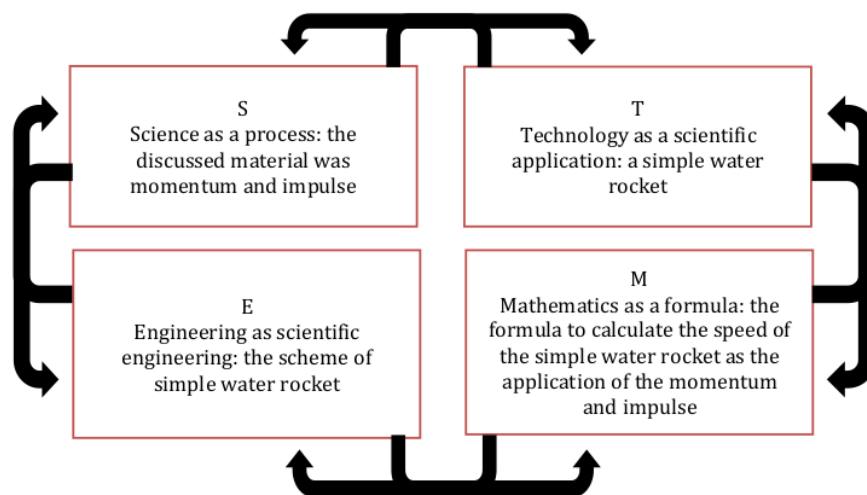 S
Science as a process: the
discussed material was
momentum and impulse
T
Technology as a scientific
application: a simple water
rocket
E
Engineering as scientific
engineering: the scheme of
simple water rocket
M
Mathematics as a formula: the
formula to calculate the speed of
the simple water rocket as the
application of the momentum
and impulse